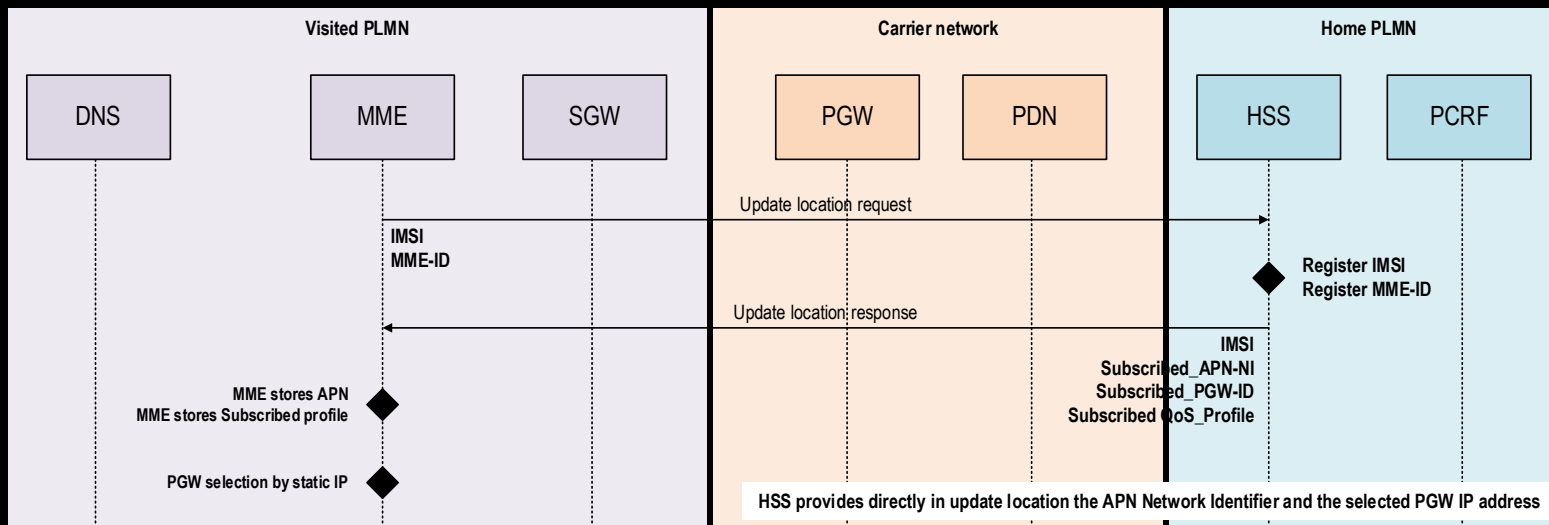 Visited PLMN
Carrier network
Home PLMN
DNS
MME
SGW
PGW
PDN
HSS
PCRF
Update location request
IMSI
MME-ID
Register IMSI
Register MME-ID
Update location response
IMSI
Subscribed_APN-NI
Subscribed_PGW-ID
Subscribed QoS_Profile
MME stores APN
MME stores Subscribed profile
PGW selection by static IP
HSS provides directly in update location the APN Network Identifier and the selected PGW IP address